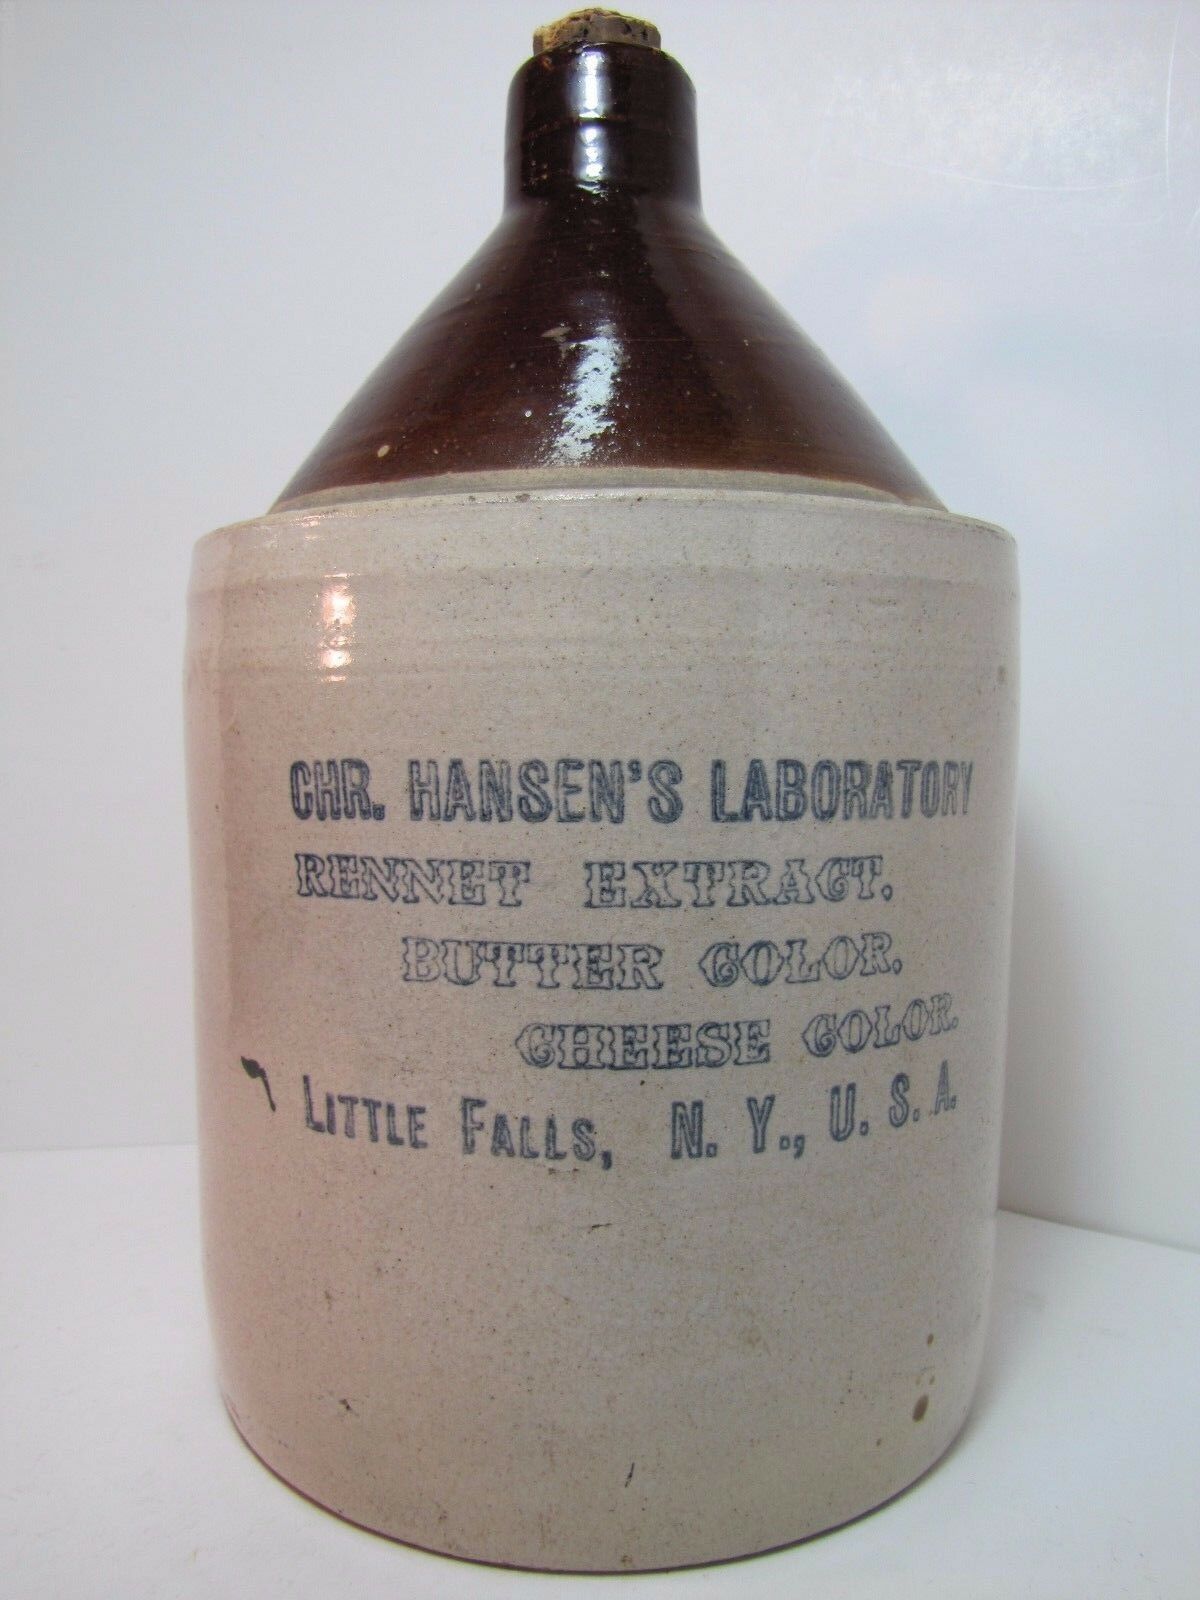 CHR. HANSEN'S LABORATORY
RENNET EXTRACT.
BUTTER COLOR.
CHEESE COLOR.
LITTLE FALLS, N. Y., U. S. A.